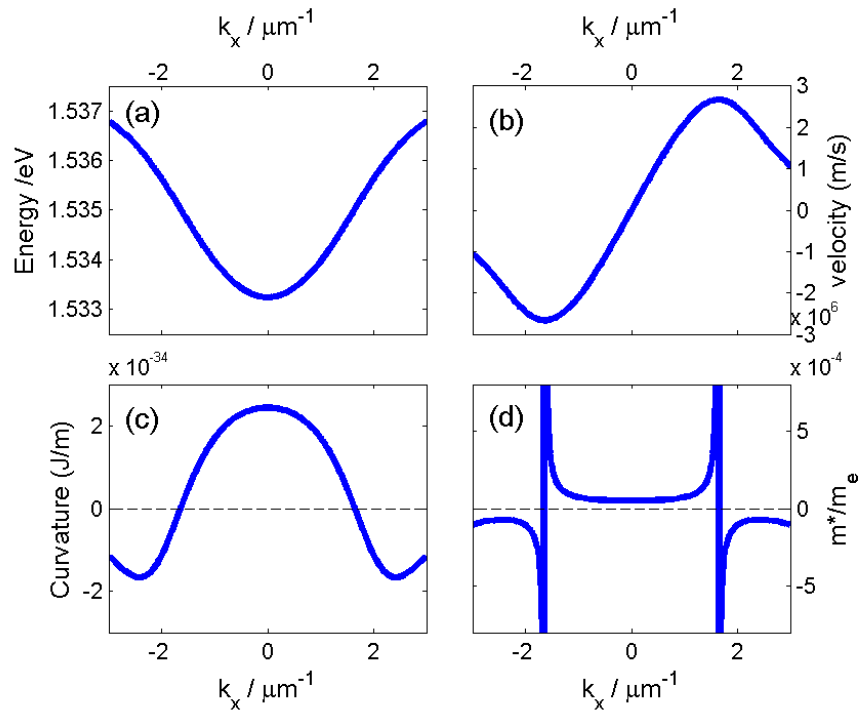 k_x / μm^-1
k_x / μm^-1
-2 0 2
-2 0 2
(a)
1.537
1.536
1.535
1.534
1.533
Energy /eV
(b)
3
2
1
0
-1
-2
-3
x 10^6
velocity (m/s)
x 10^-34
(c)
2
0
-2
Curvature (J/m)
x 10^-4
(d)
5
0
-5
m*/m_e
-2 0 2
-2 0 2
k_x / μm^-1
k_x / μm^-1